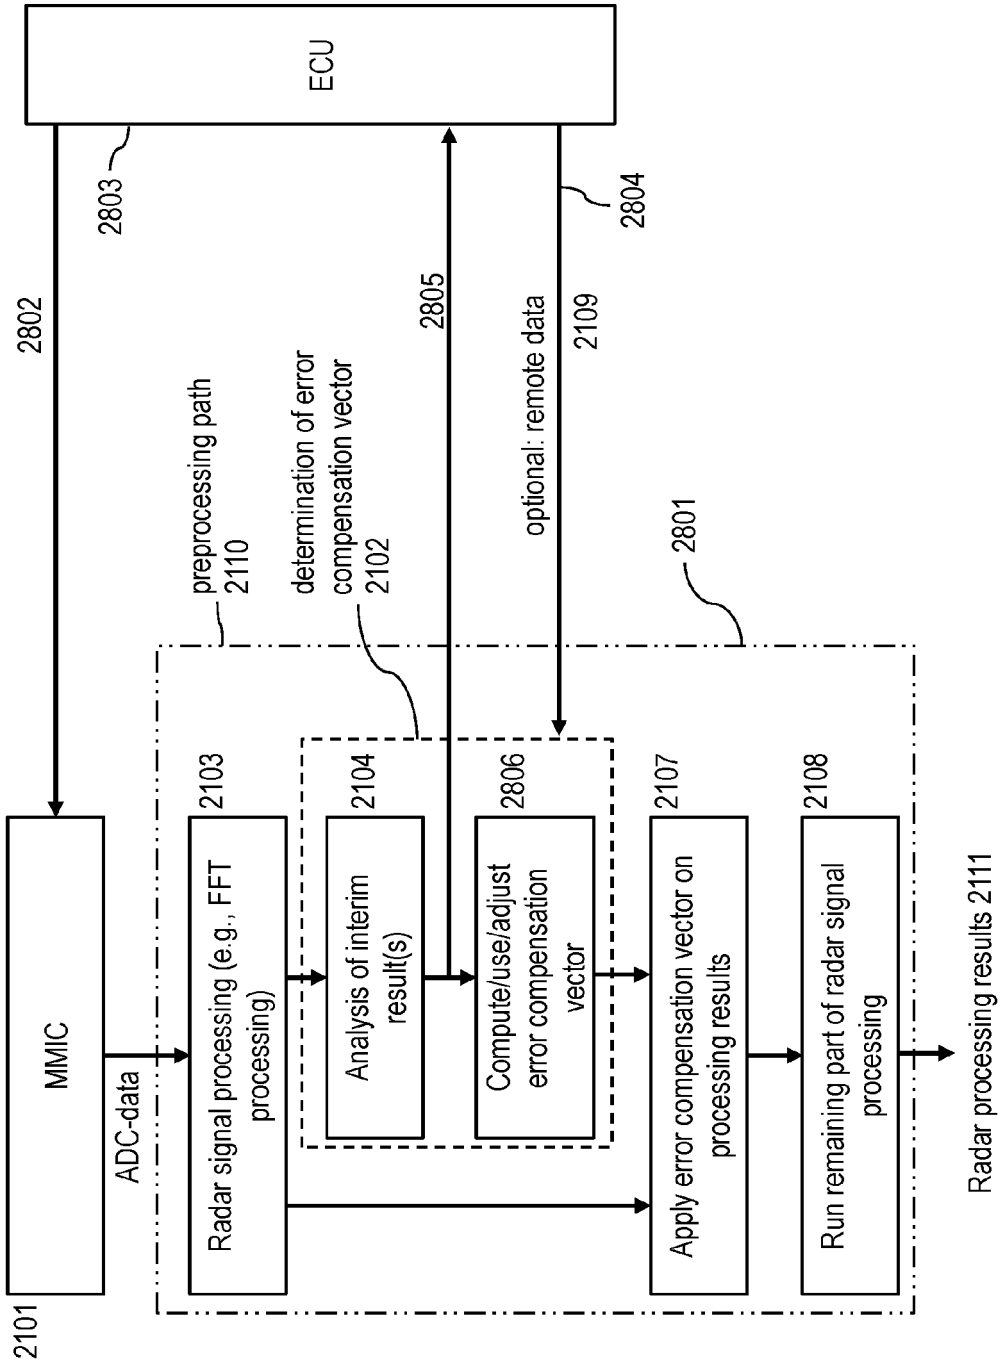 2101
MMIC
ADC-data
2802
ECU
2803
preprocessing path
2110
Radar signal processing (e.g., FFT
processing)
2103
determination of error
compensation vector
2102
Analysis of interim
result(s)
2104
2805
Compute/use/adjust
error compensation
vector
2806
optional: remote data
2109
2804
2801
Apply error compensation vector on
processing results
2107
Run remaining part of radar signal
processing
2108
Radar processing results 2111